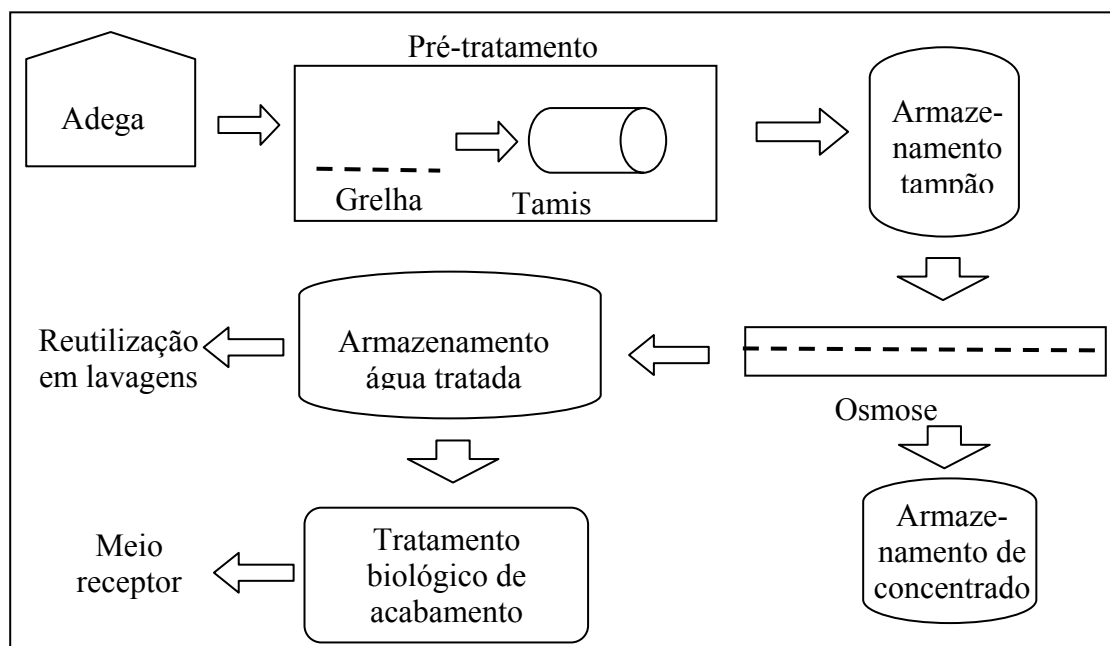 Pré-tratamento
Adega
Grelha
Tamis
Armaze-
namento
tampão
Reutilização
em lavagens
Armazenamento
água tratada
Osmose
Meio
receptor
Tratamento
biológico de
acabamento
Armaze-
namento de
concentrado